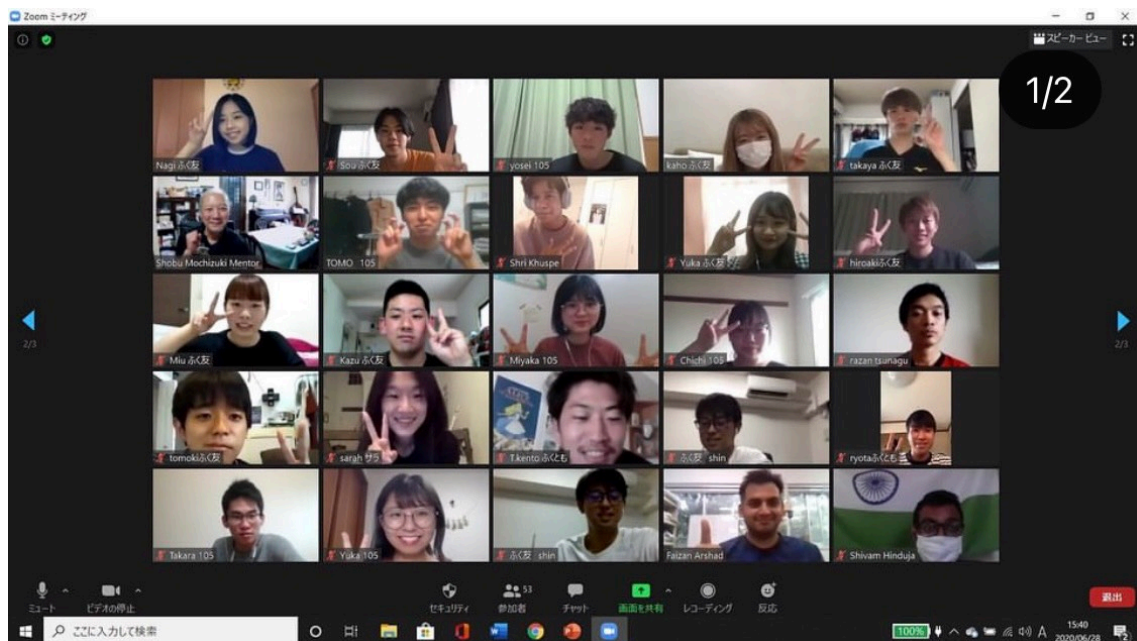 Zoom ミーティング
スピーカー ビュー
1/2
Nagi ふく友
Sou ふく友
yosei 105
kaho ふく友
takaya ふく友
Shobu Mochizuki Mentor
TOMO 105
Shri Khuspe
Yuka ふく友
hiroakiふく友
2/3
2/3
Miu ふく友
Kazu ふく友
Miyaka 105
Chichi 105
razan tsunagu
tomokiふく友
sarah サラ
T.kento ふくとも
ふく友 shin
ryotaふくとも
Takara 105
Yuka 105
ふく友 shin
Faizan Arshad
Shivam Hinduja
ミュート
ビデオの停止
セキュリティ
53
参加者
チャット
画面を共有
レコーディング
反応
退出
ここに入力して検索
100%
A
15:40
2020/06/28
2